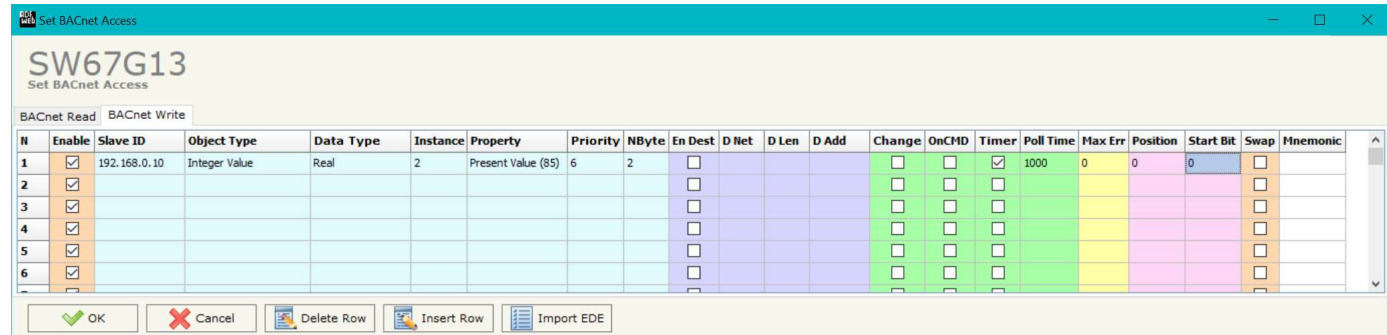 Set BACnet Access
SW67G13
Set BACnet Access
BACnet Read BACnet Write
N Enable Slave ID Object Type Data Type Instance Property Priority NByte En Dest D Net D Len D Add Change OnCMD Timer Poll Time Max Err Position Start Bit Swap Mnemonic
1 192.168.0.10 Integer Value Real 2 Present Value (85) 6 2 1000 0 0 0
2
3
4
5
6
OK Cancel Delete Row Insert Row Import EDE